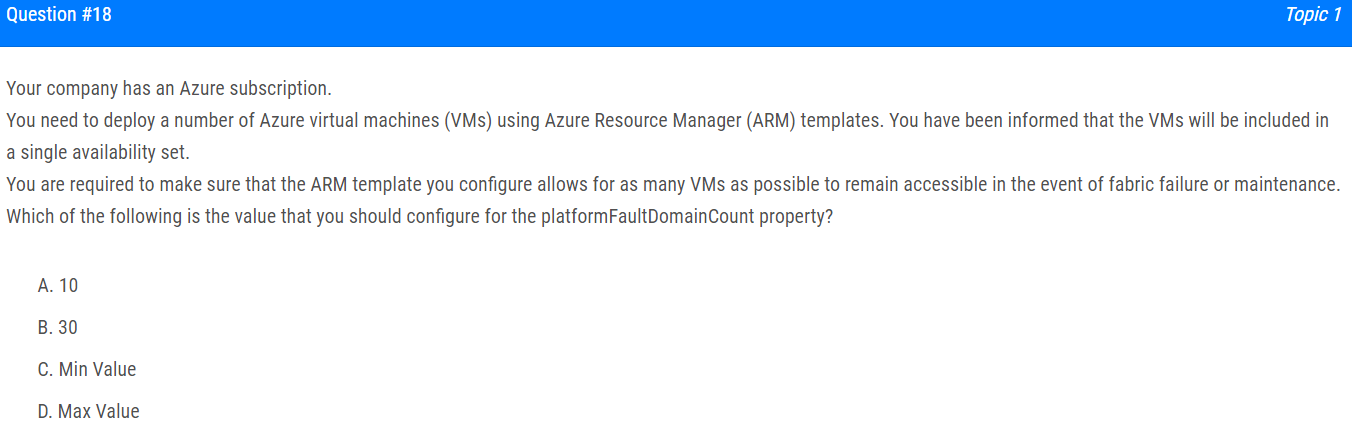 Question #18
Topic 1
Your company has an Azure subscription.
You need to deploy a number of Azure virtual machines (VMs) using Azure Resource Manager (ARM) templates. You have been informed that the VMs will be included in
a single availability set.
You are required to make sure that the ARM template you configure allows for as many VMs as possible to remain accessible in the event of fabric failure or maintenance.
Which of the following is the value that you should configure for the platformFaultDomainCount property?
A. 10
B. 30
C. Min Value
D. Max Value